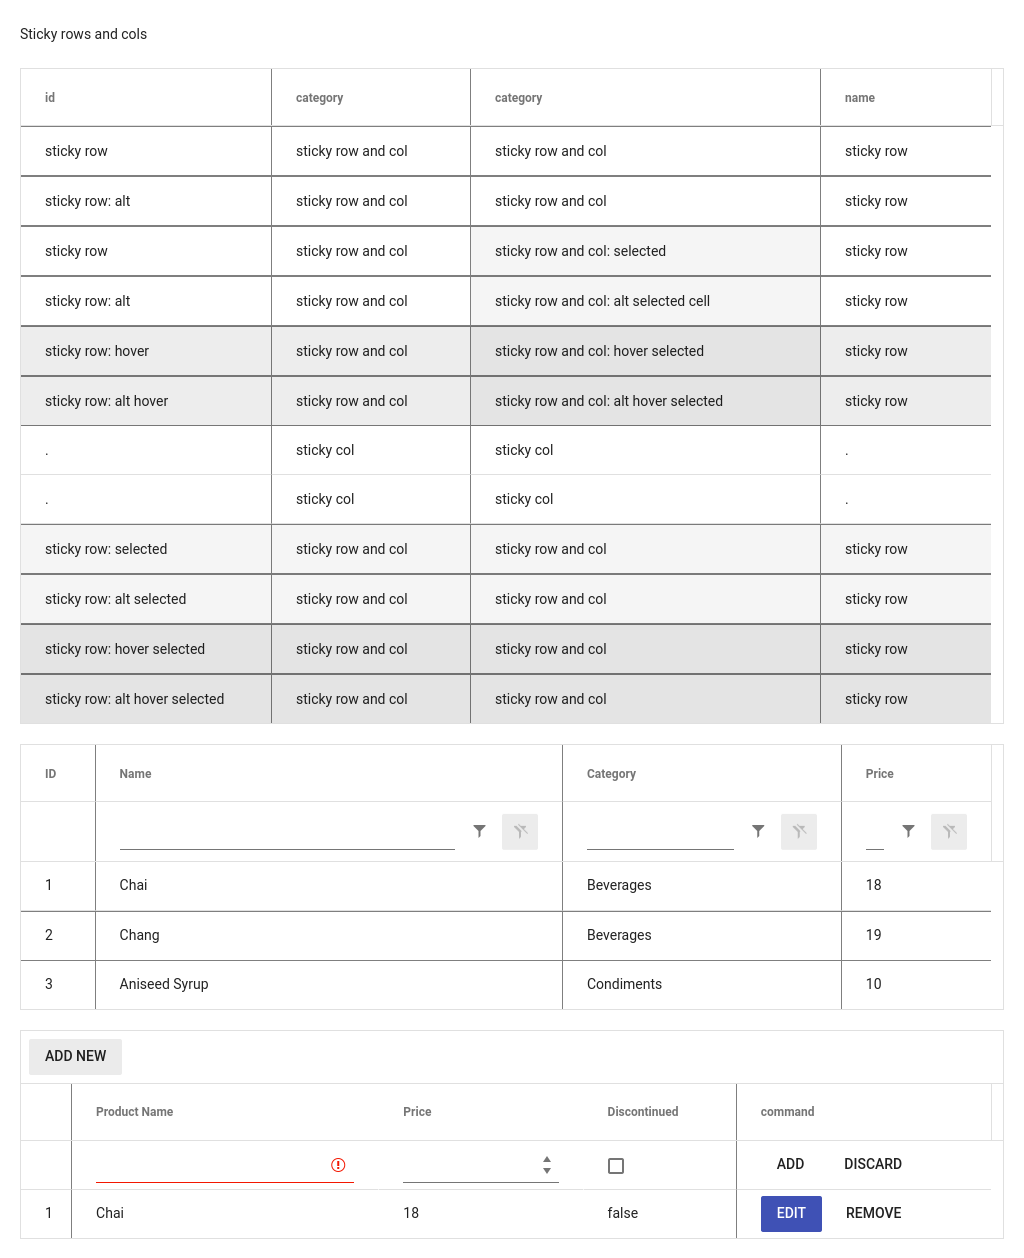 Sticky rows and cols
id category category name
sticky row sticky row and col sticky row and col sticky row
sticky row: alt sticky row and col sticky row and col sticky row
sticky row sticky row and col sticky row and col: selected sticky row
sticky row: alt sticky row and col sticky row and col: alt selected cell sticky row
sticky row: hover sticky row and col sticky row and col: hover selected sticky row
sticky row: alt hover sticky row and col sticky row and col: alt hover selected sticky row
. sticky col sticky col .
. sticky col sticky col .
sticky row: selected sticky row and col sticky row and col sticky row
sticky row: alt selected sticky row and col sticky row and col sticky row
sticky row: hover selected sticky row and col sticky row and col sticky row
sticky row: alt hover selected sticky row and col sticky row and col sticky row
ID Name Category Price
1 Chai Beverages 18
2 Chang Beverages 19
3 Aniseed Syrup Condiments 10
ADD NEW
Product Name Price Discontinued command
ADD DISCARD
1 Chai 18 false EDIT REMOVE